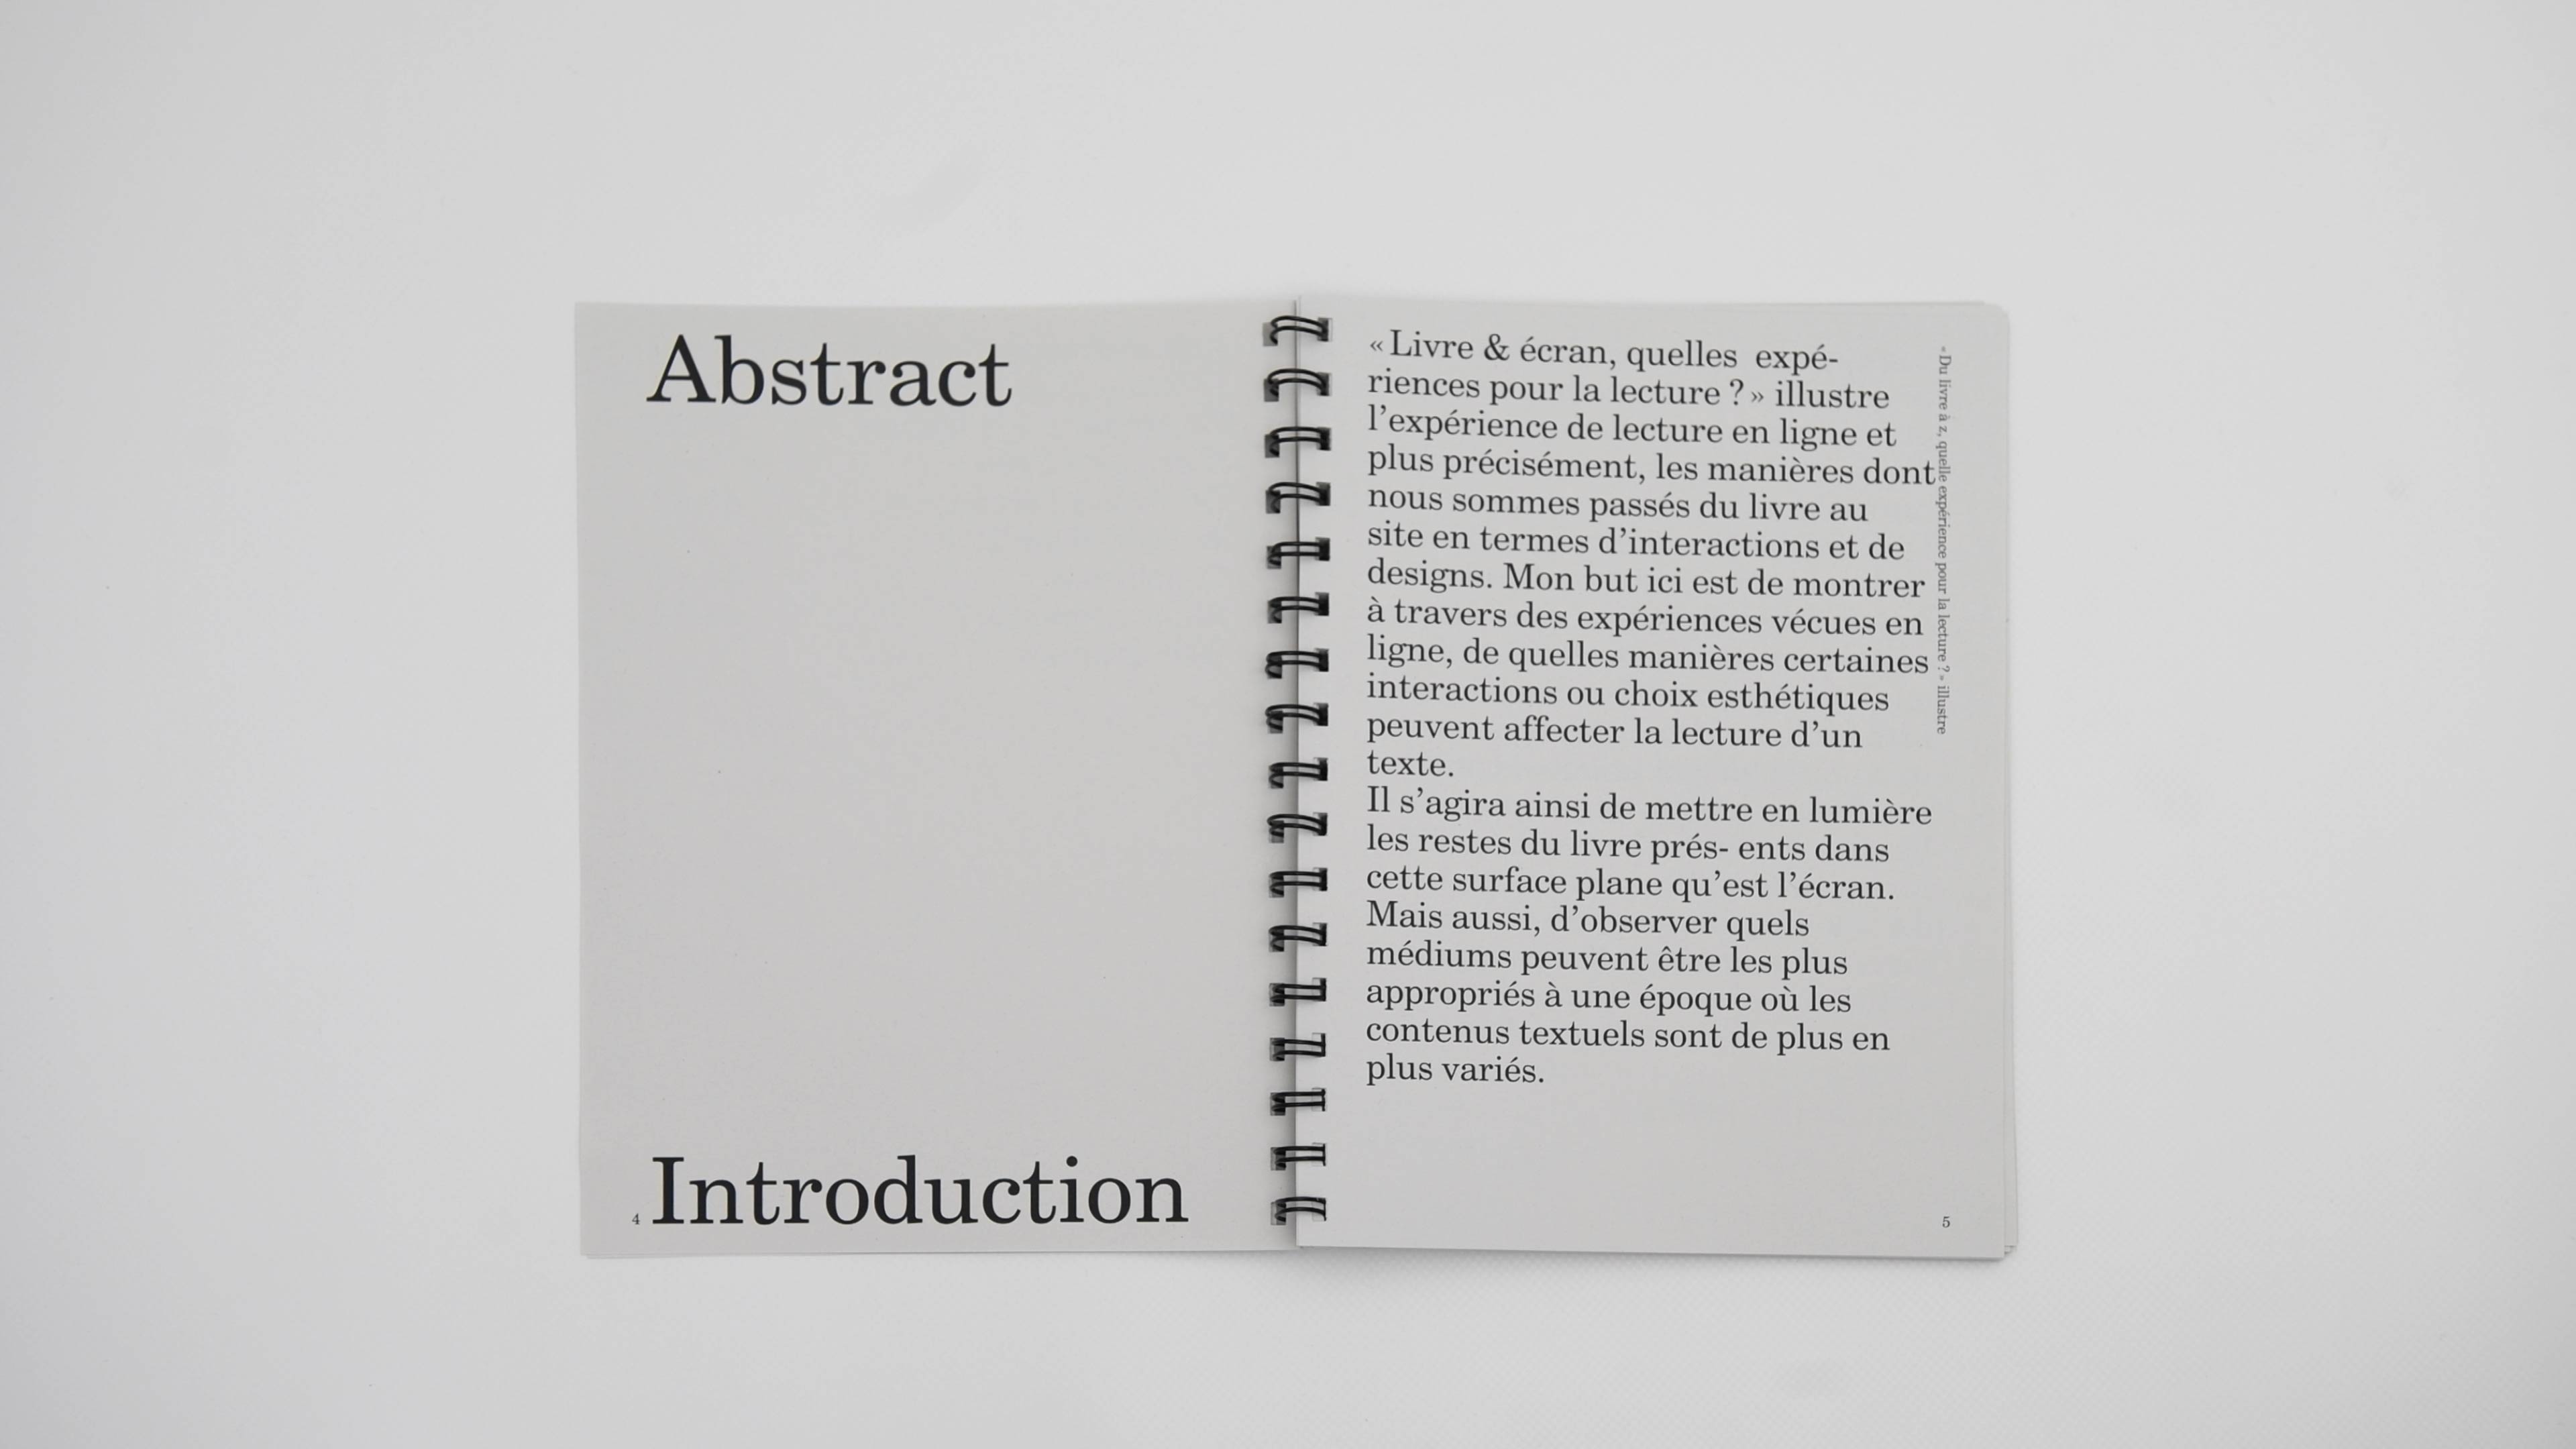 Abstract
4
Introduction
« Livre & écran, quelles expé-
riences pour la lecture ? » illustre
l’expérience de lecture en ligne et
plus précisément, les manières dont
nous sommes passés du livre au
site en termes d’interactions et de
designs. Mon but ici est de montrer
à travers des expériences vécues en
ligne, de quelles manières certaines
interactions ou choix esthétiques
peuvent affecter la lecture d’un
texte.
Il s’agira ainsi de mettre en lumière
les restes du livre prés- ents dans
cette surface plane qu’est l’écran.
Mais aussi, d’observer quels
médiums peuvent être les plus
appropriés à une époque où les
contenus textuels sont de plus en
plus variés.
« Du livre à z, quelle expérience pour la lecture ? » illustre
5